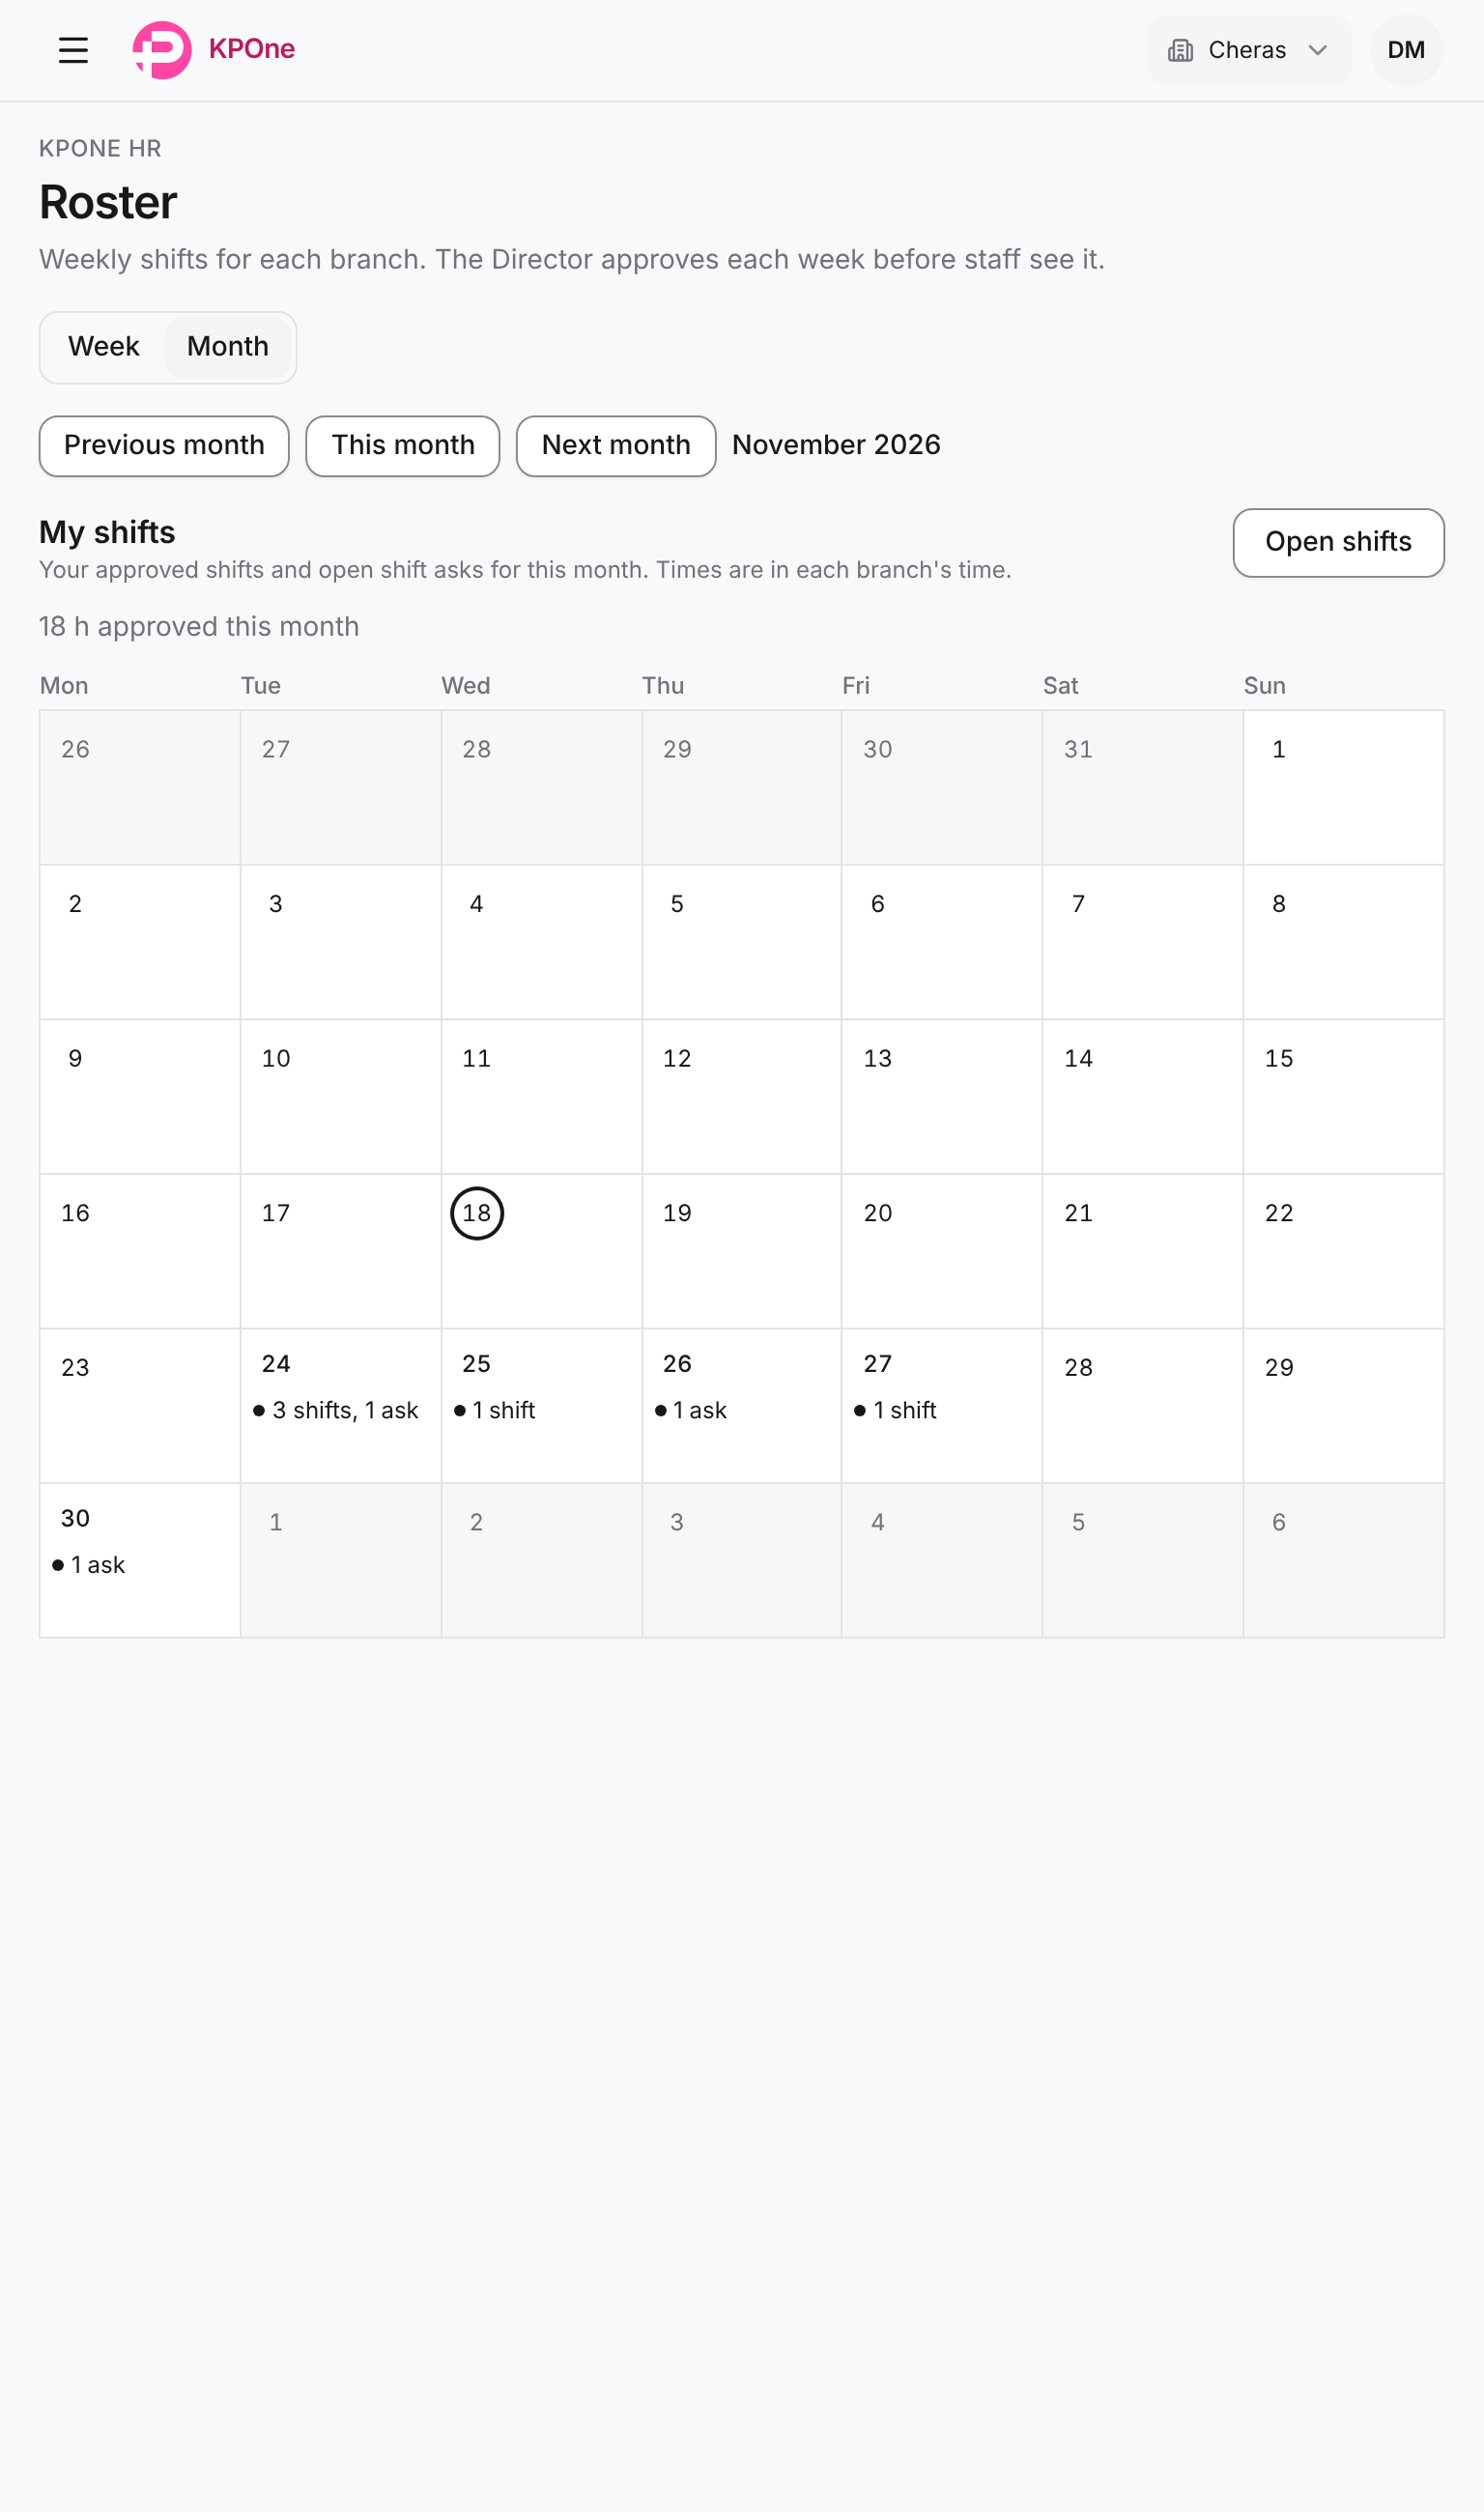 KPOne
Cheras
DM
KPONE HR
Roster
Weekly shifts for each branch. The Director approves each week before staff see it.
Week Month
Previous month This month Next month November 2026
My shifts
Your approved shifts and open shift asks for this month. Times are in each branch's time.
Open shifts
18 h approved this month
Mon Tue Wed Thu Fri Sat Sun
26 27 28 29 30 31 1
2 3 4 5 6 7 8
9 10 11 12 13 14 15
16 17 18 19 20 21 22
23 24 25 26 27 28 29
3 shifts, 1 ask 1 shift 1 ask 1 shift
30 1 2 3 4 5 6
1 ask